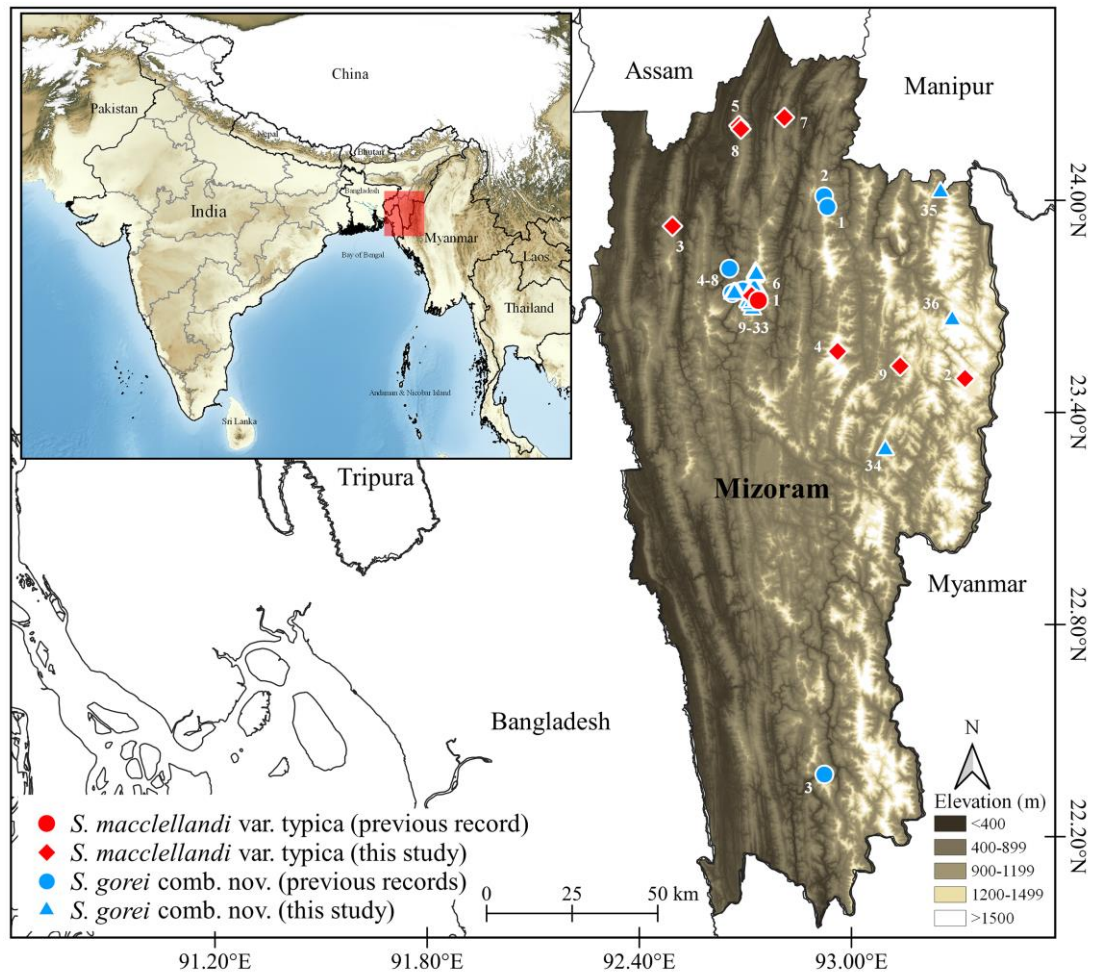 China
Pakistan
Nepal
Bhutan
Bangladesh
India
Myanmar
Bay of Bengal
Laos
Thailand
Andaman & Nicobar Island
Sri Lanka
Assam
Manipur
5
7
8
2
1
35
3
4-8
6
1
9-33
36
4
9
2
34
Mizoram
Tripura
Myanmar
Bangladesh
3
24.00°N
23.40°N
22.80°N
22.20°N
N
Elevation (m)
<400
400-899
900-1199
1200-1499
>1500
S. macclellandi var. typica (previous record)
S. macclellandi var. typica (this study)
S. gorei comb. nov. (previous records)
S. gorei comb. nov. (this study)
0 25 50 km
91.20°E 91.80°E 92.40°E 93.00°E